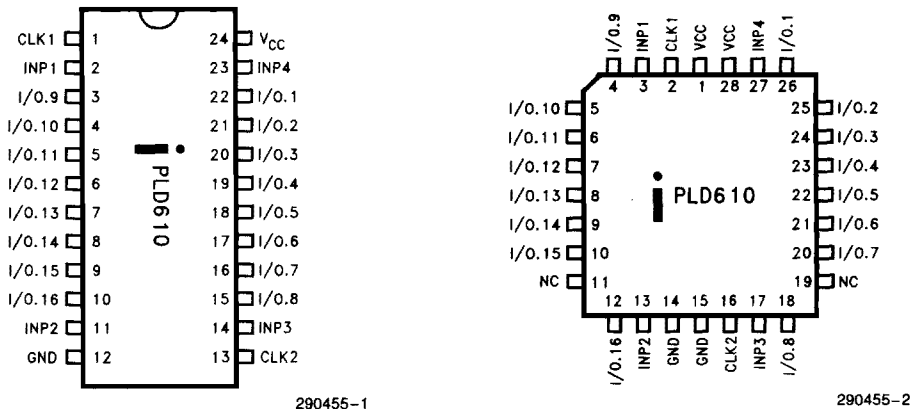 CLK1 1 24 VCC
INP1 2 23 INP4
I/O.9 3 22 I/O.1
I/O.10 4 21 I/O.2
I/O.11 5 20 I/O.3
I/O.12 6 19 I/O.4
I/O.13 7 18 I/O.5
I/O.14 8 17 I/O.6
I/O.15 9 16 I/O.7
I/O.16 10 15 I/O.8
INP2 11 14 INP3
GND 12 13 CLK2
iPLD610
290455-1
I/O.9 INP1 CLK1 VCC VCC INP4 I/O.1
4 3 2 1 28 27 26
I/O.10 5 25 I/O.2
I/O.11 6 24 I/O.3
I/O.12 7 23 I/O.4
I/O.13 8 22 I/O.5
I/O.14 9 21 I/O.6
I/O.15 10 20 I/O.7
NC 11 19 NC
iPLD610
12 13 14 15 16 17 18
I/O.16 INP2 GND GND CLK2 INP3 I/O.8
290455-2